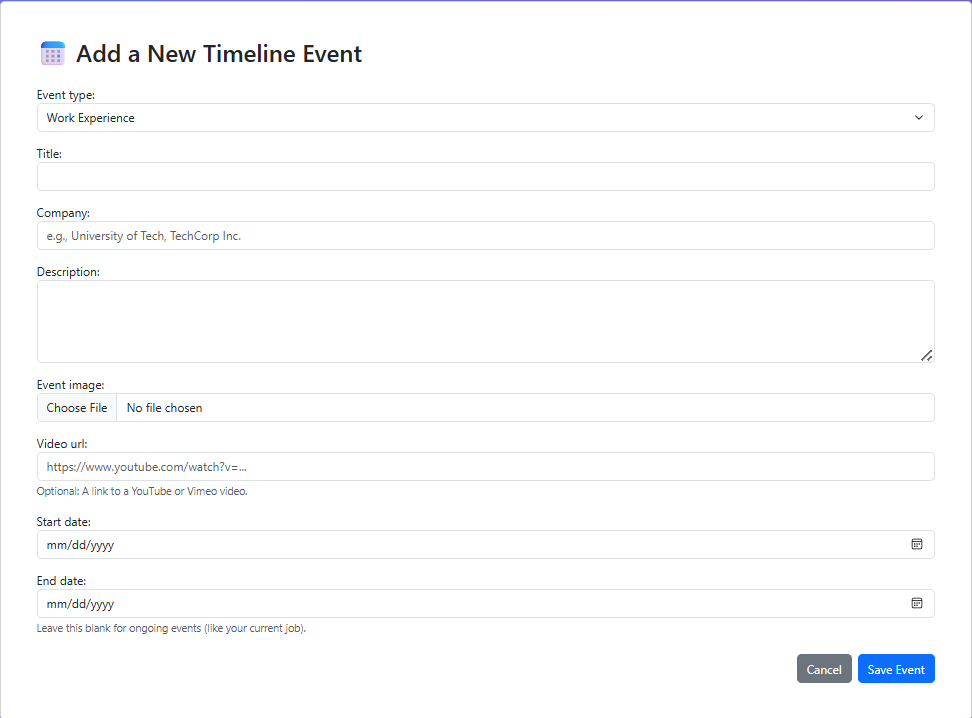 Add a New Timeline Event
Event type:
Work Experience
Title:
Company:
e.g., University of Tech, TechCorp Inc.
Description:
Event image:
Choose File No file chosen
Video url:
https://www.youtube.com/watch?v=...
Optional: A link to a YouTube or Vimeo video.
Start date:
mm/dd/yyyy
End date:
mm/dd/yyyy
Leave this blank for ongoing events (like your current job).
Cancel Save Event